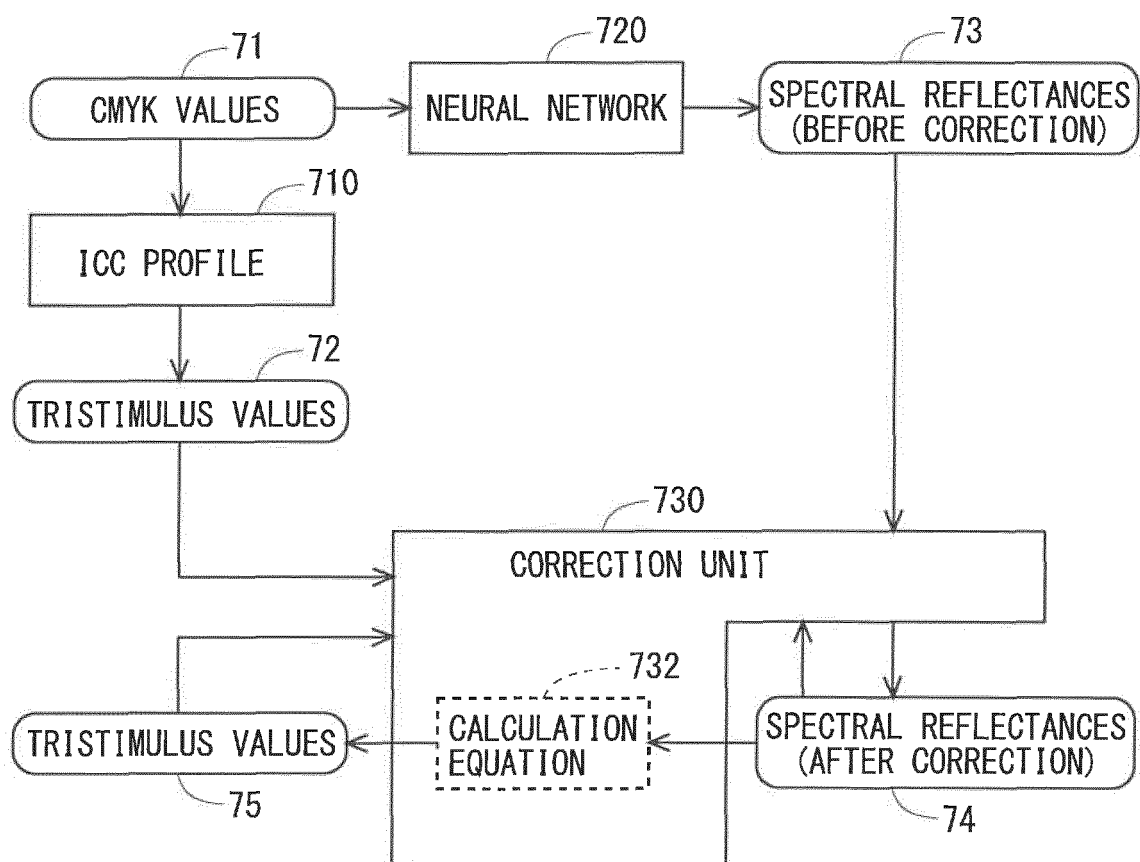 71
CMYK VALUES
720
NEURAL NETWORK
73
SPECTRAL REFLECTANCES
(BEFORE CORRECTION)
710
ICC PROFILE
72
TRISTIMULUS VALUES
730
CORRECTION UNIT
732
CALCULATION
EQUATION
TRISTIMULUS VALUES
75
SPECTRAL REFLECTANCES
(AFTER CORRECTION)
74